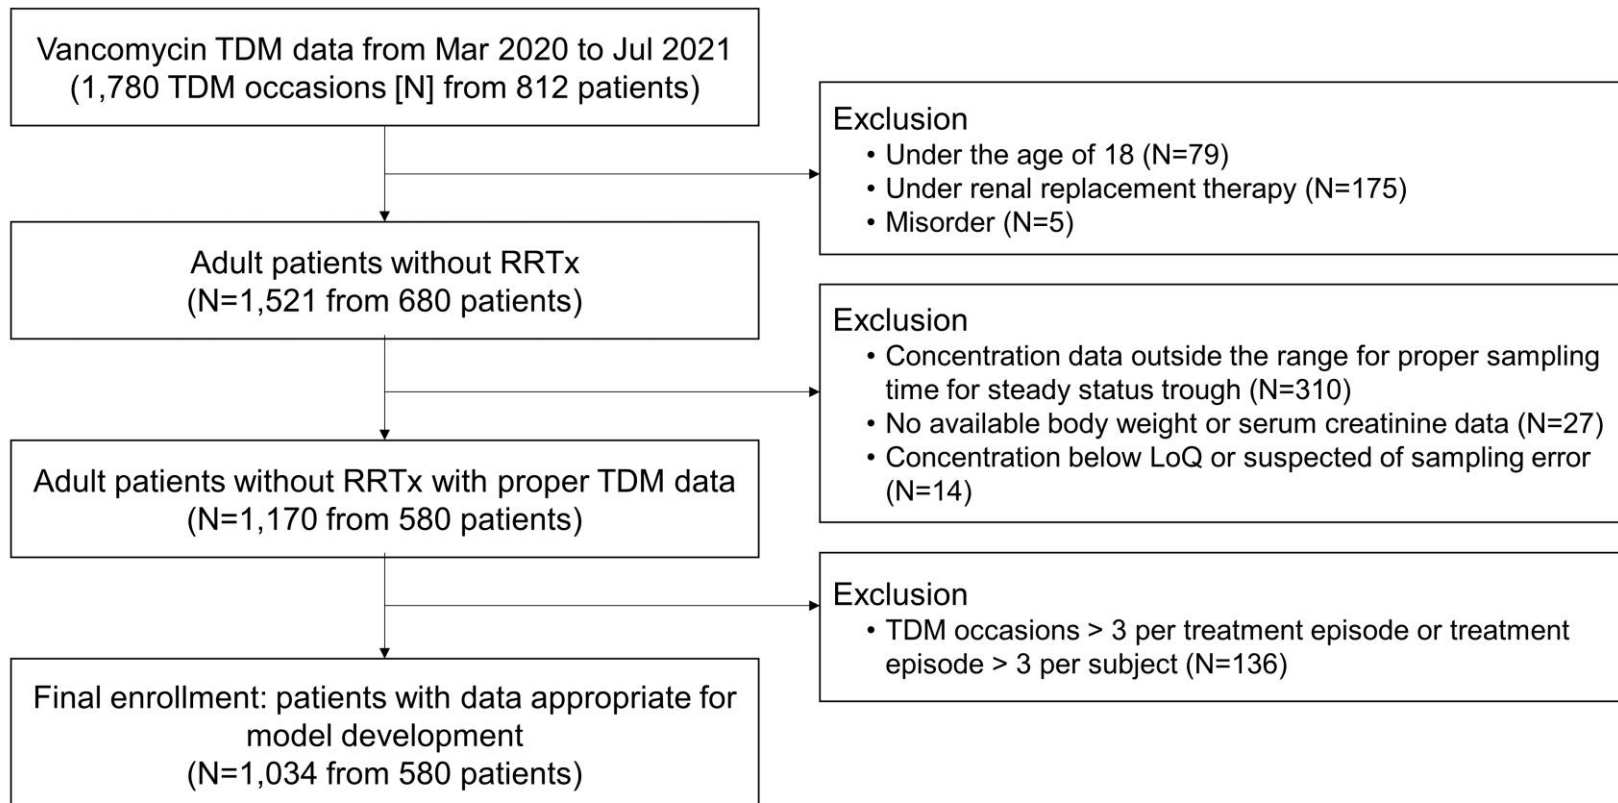 Vancomycin TDM data from Mar 2020 to Jul 2021
(1,780 TDM occasions [N] from 812 patients)
Exclusion
• Under the age of 18 (N=79)
• Under renal replacement therapy (N=175)
• Misorder (N=5)
Adult patients without RRTx
(N=1,521 from 680 patients)
Exclusion
• Concentration data outside the range for proper sampling
time for steady status trough (N=310)
• No available body weight or serum creatinine data (N=27)
• Concentration below LoQ or suspected of sampling error
(N=14)
Adult patients without RRTx with proper TDM data
(N=1,170 from 580 patients)
Exclusion
• TDM occasions > 3 per treatment episode or treatment
episode > 3 per subject (N=136)
Final enrollment: patients with data appropriate for
model development
(N=1,034 from 580 patients)